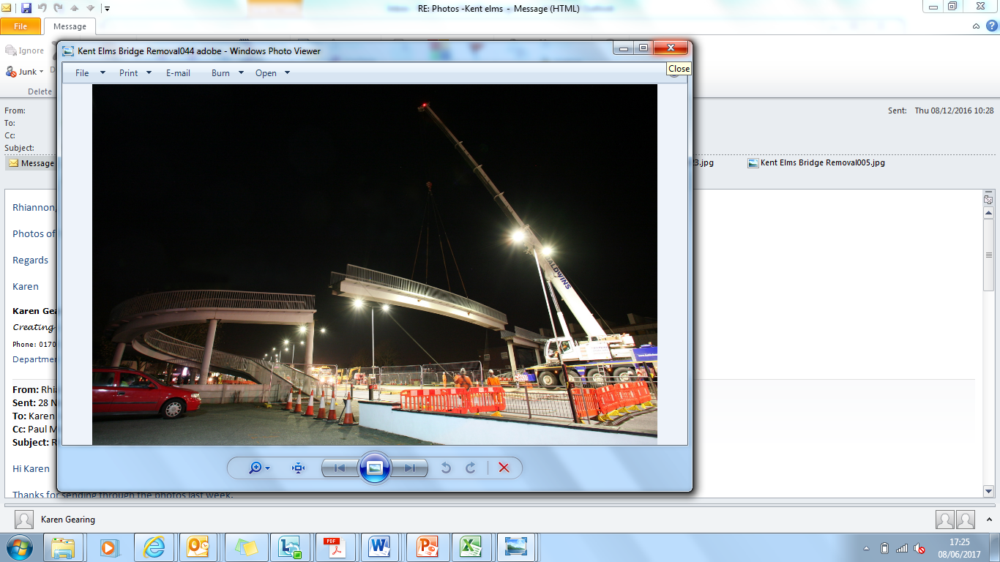 RE: Photos -Kent elms - Message (HTML)
File
Message
Ignore
Junk
Delete
Kent Elms Bridge Removal044 adobe - Windows Photo Viewer
File Print E-mail Burn Open
Close
From:
To:
Cc:
Subject:
Sent: Thu 08/12/2016 10:28
Message
3.jpg
Kent Elms Bridge Removal005.jpg
Rhiannon,
Photos of
Regards
Karen
Karen Gea
Creating
Phone: 0170
Departmen
From: Rhia
Sent: 28 N
To: Karen
Cc: Paul M
Subject: R
Hi Karen
Thanks for sending through the photos last week.
BALDWINS
Karen Gearing
PDF
17:25
08/06/2017